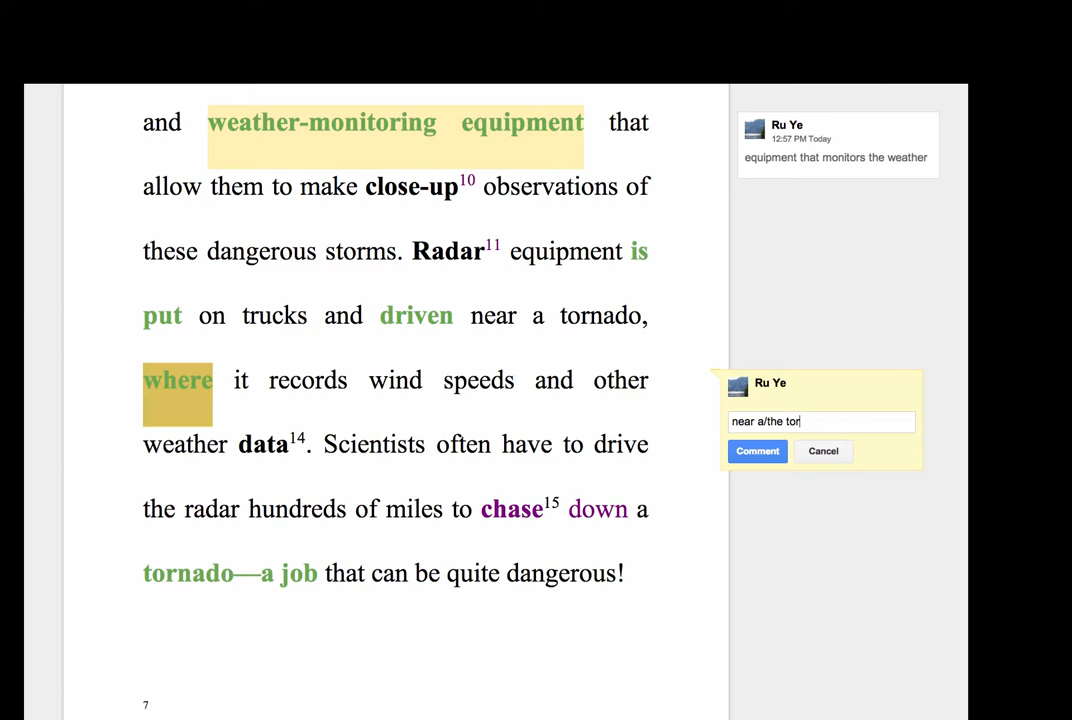 and weather-monitoring equipment that
allow them to make close-up10 observations of
these dangerous storms. Radar11 equipment is
put on trucks and driven near a tornado,
where it records wind speeds and other
weather data14. Scientists often have to drive
the radar hundreds of miles to chase15 down a
tornado—a job that can be quite dangerous!
7
Ru Ye
12:57 PM Today
equipment that monitors the weather
Ru Ye
near a/the tor
Comment Cancel